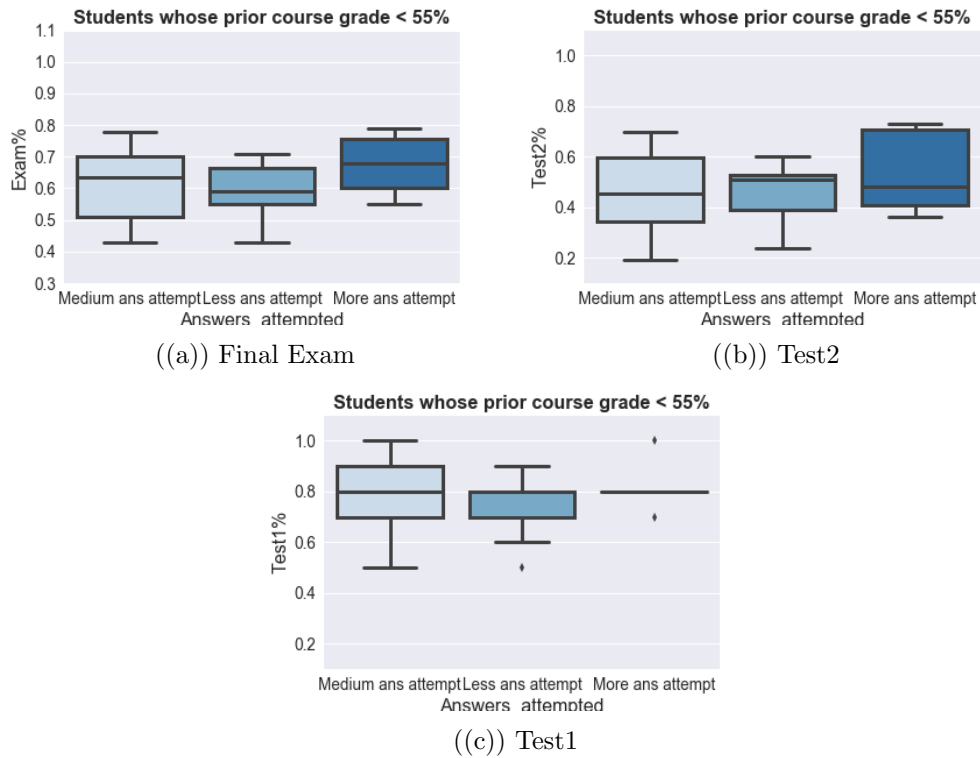 Students whose prior course grade < 55%
1.1
1.0
0.9
0.8
0.7
0.6
0.5
0.4
0.3
Exam%
Medium ans attempt Less ans attempt More ans attempt
Answers attempted
((a)) Final Exam
Students whose prior course grade < 55%
1.0
0.8
0.6
0.4
0.2
Test2%
Medium ans attempt Less ans attempt More ans attempt
Answers attempted
((b)) Test2
Students whose prior course grade < 55%
1.0
0.8
0.6
0.4
0.2
Test1%
Medium ans attempt Less ans attempt More ans attempt
Answers attempted
((c)) Test1